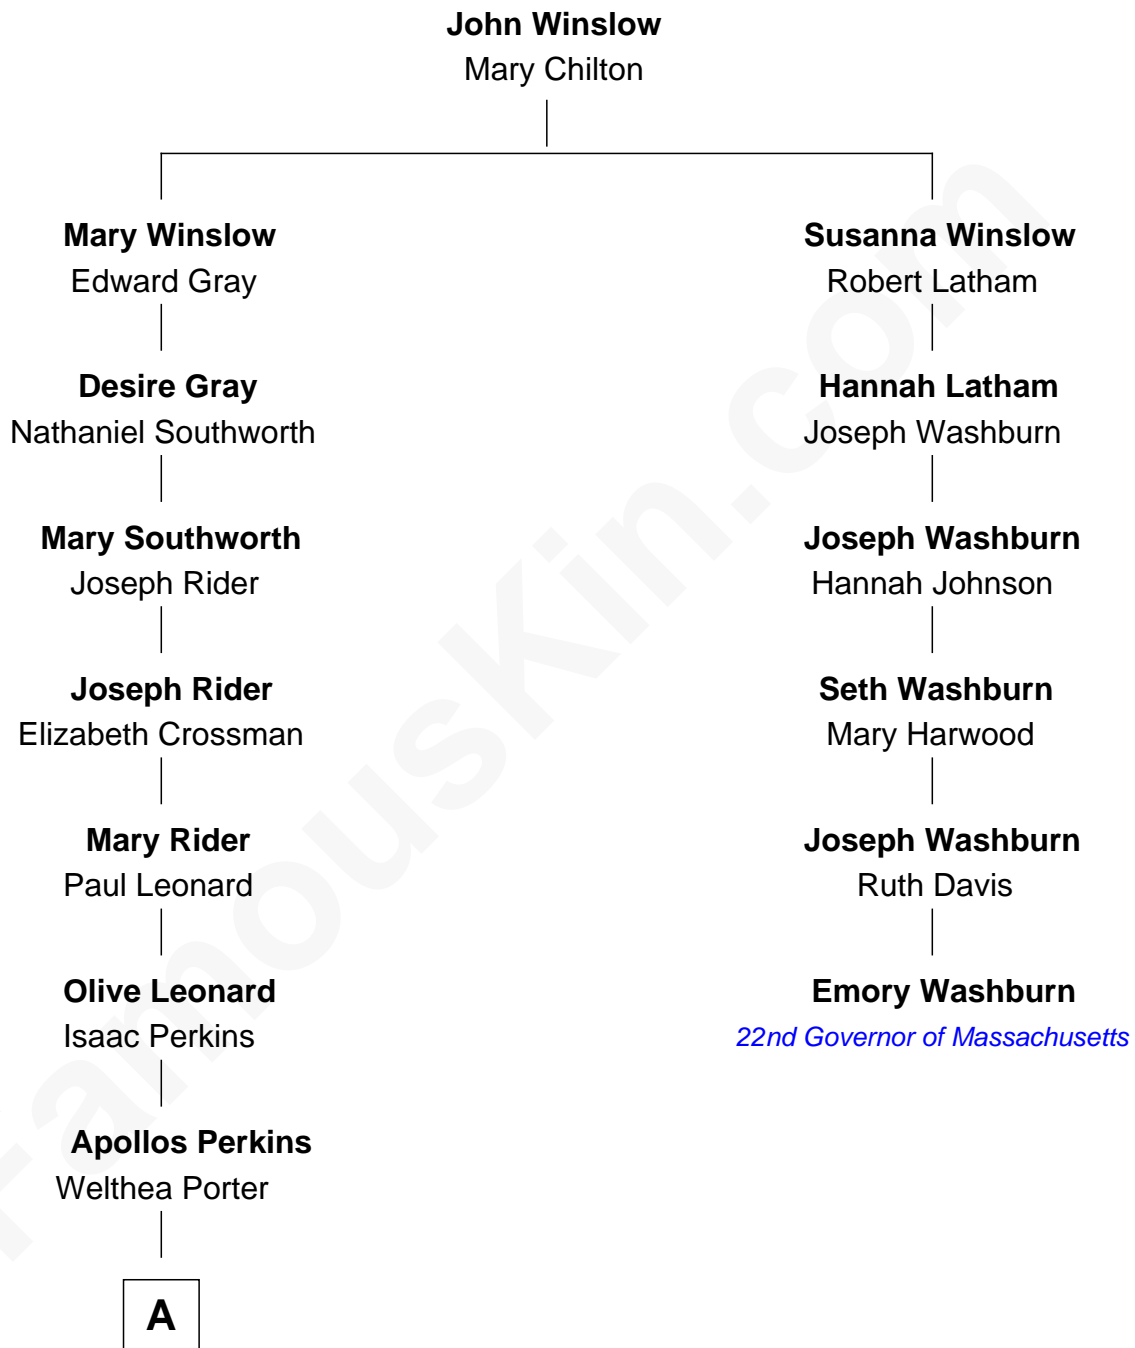 John Winslow
Mary Chilton
Mary Winslow
Edward Gray
Susanna Winslow
Robert Latham
Desire Gray
Nathaniel Southworth
Hannah Latham
Joseph Washburn
Mary Southworth
Joseph Rider
Joseph Washburn
Hannah Johnson
Joseph Rider
Elizabeth Crossman
Seth Washburn
Mary Harwood
Mary Rider
Paul Leonard
Joseph Washburn
Ruth Davis
Olive Leonard
Isaac Perkins
Emory Washburn
22nd Governor of Massachusetts
Apollos Perkins
Welthea Porter
A
FamousKin.com